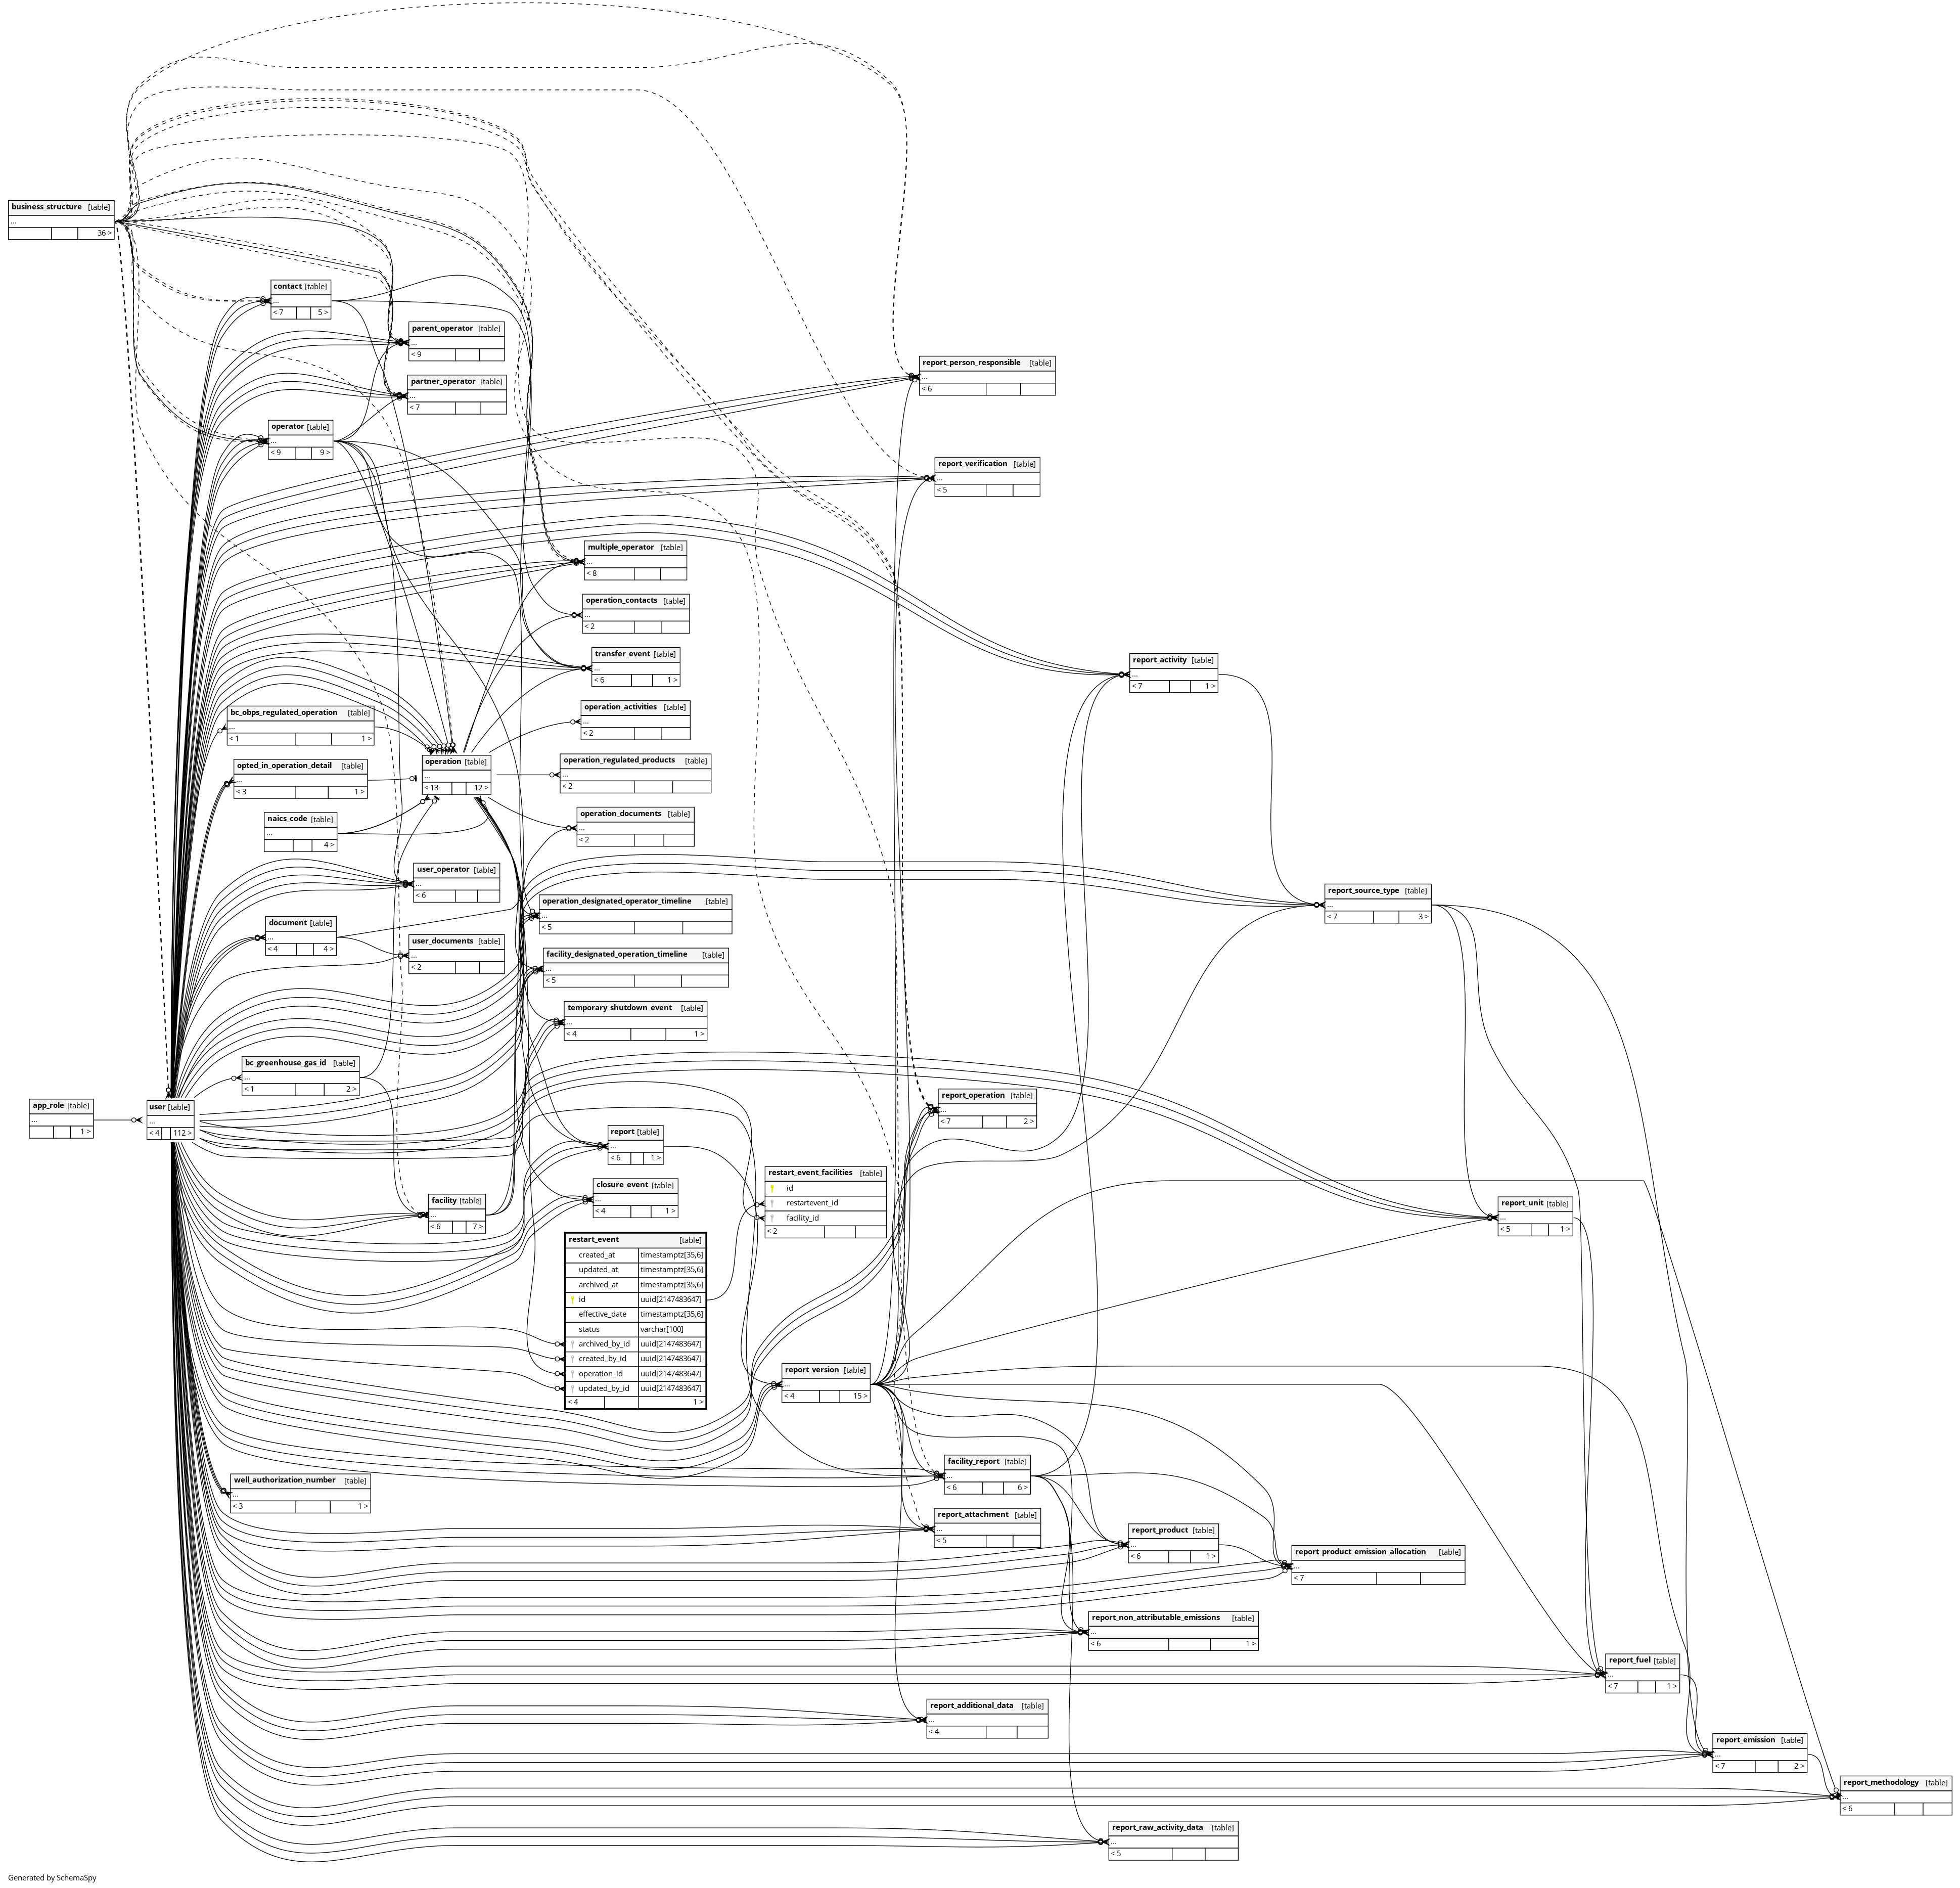 business_structure [table]
...
36 >
contact [table]
...
< 7 5 >
parent_operator [table]
...
< 9
report_person_responsible [table]
...
< 6
partner_operator [table]
...
< 7
operator [table]
...
< 9 9 >
report_verification [table]
...
< 5
multiple_operator [table]
...
< 8
operation_contacts [table]
...
< 2
transfer_event [table]
...
< 6 1 >
report_activity [table]
...
< 7 1 >
operation_activities [table]
...
< 2
bc_obps_regulated_operation [table]
...
< 1 1 >
operation [table]
...
< 13 12 >
operation_regulated_products [table]
...
< 2
opted_in_operation_detail [table]
...
< 3 1 >
naics_code [table]
...
4 >
operation_documents [table]
...
< 2
user_operator [table]
...
< 6
report_source_type [table]
...
< 7 3 >
operation_designated_operator_timeline [table]
...
< 5
document [table]
...
< 4 4 >
user_documents [table]
...
< 2
facility_designated_operation_timeline [table]
...
< 5
temporary_shutdown_event [table]
...
< 4 1 >
bc_greenhouse_gas_id [table]
...
< 1 2 >
app_role [table]
...
1 >
user [table]
...
< 4 112 >
report_operation [table]
...
< 7 2 >
report [table]
...
< 6 1 >
restart_event_facilities [table]
id
restartevent_id
facility_id
< 2
closure_event [table]
...
< 4 1 >
facility [table]
...
< 6 7 >
report_unit [table]
...
< 5 1 >
restart_event [table]
created_at timestamptz[35,6]
updated_at timestamptz[35,6]
archived_at timestamptz[35,6]
id uuid[2147483647]
effective_date timestamptz[35,6]
status varchar[100]
archived_by_id uuid[2147483647]
created_by_id uuid[2147483647]
operation_id uuid[2147483647]
updated_by_id uuid[2147483647]
< 4 1 >
report_version [table]
...
< 4 15 >
facility_report [table]
...
< 6 6 >
well_authorization_number [table]
...
< 3 1 >
report_attachment [table]
...
< 5
report_product [table]
...
< 6 1 >
report_product_emission_allocation [table]
...
< 7
report_non_attributable_emissions [table]
...
< 6 1 >
report_fuel [table]
...
< 7 1 >
report_additional_data [table]
...
< 4
report_emission [table]
...
< 7 2 >
report_methodology [table]
...
< 6
report_raw_activity_data [table]
...
< 5
Generated by SchemaSpy